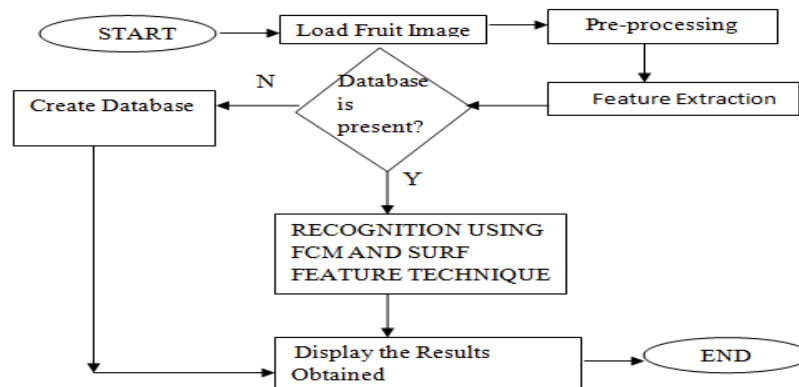 START
Load Fruit Image
Pre-processing
Feature Extraction
Database
is
present?
N
Create Database
Y
RECOGNITION USING
FCM AND SURF
FEATURE TECHNIQUE
Display the Results
Obtained
END